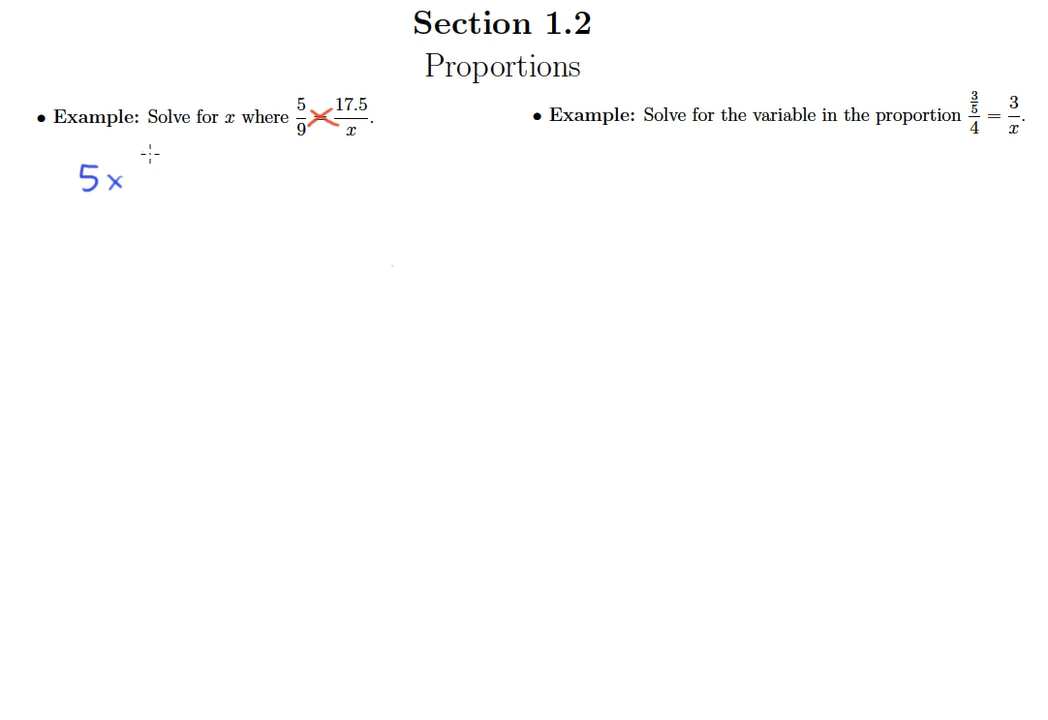 Section 1.2
Proportions
• Example: Solve for x where 5/9 = 17.5/x.
5x
• Example: Solve for the variable in the proportion (3/5)/4 = 3/x.